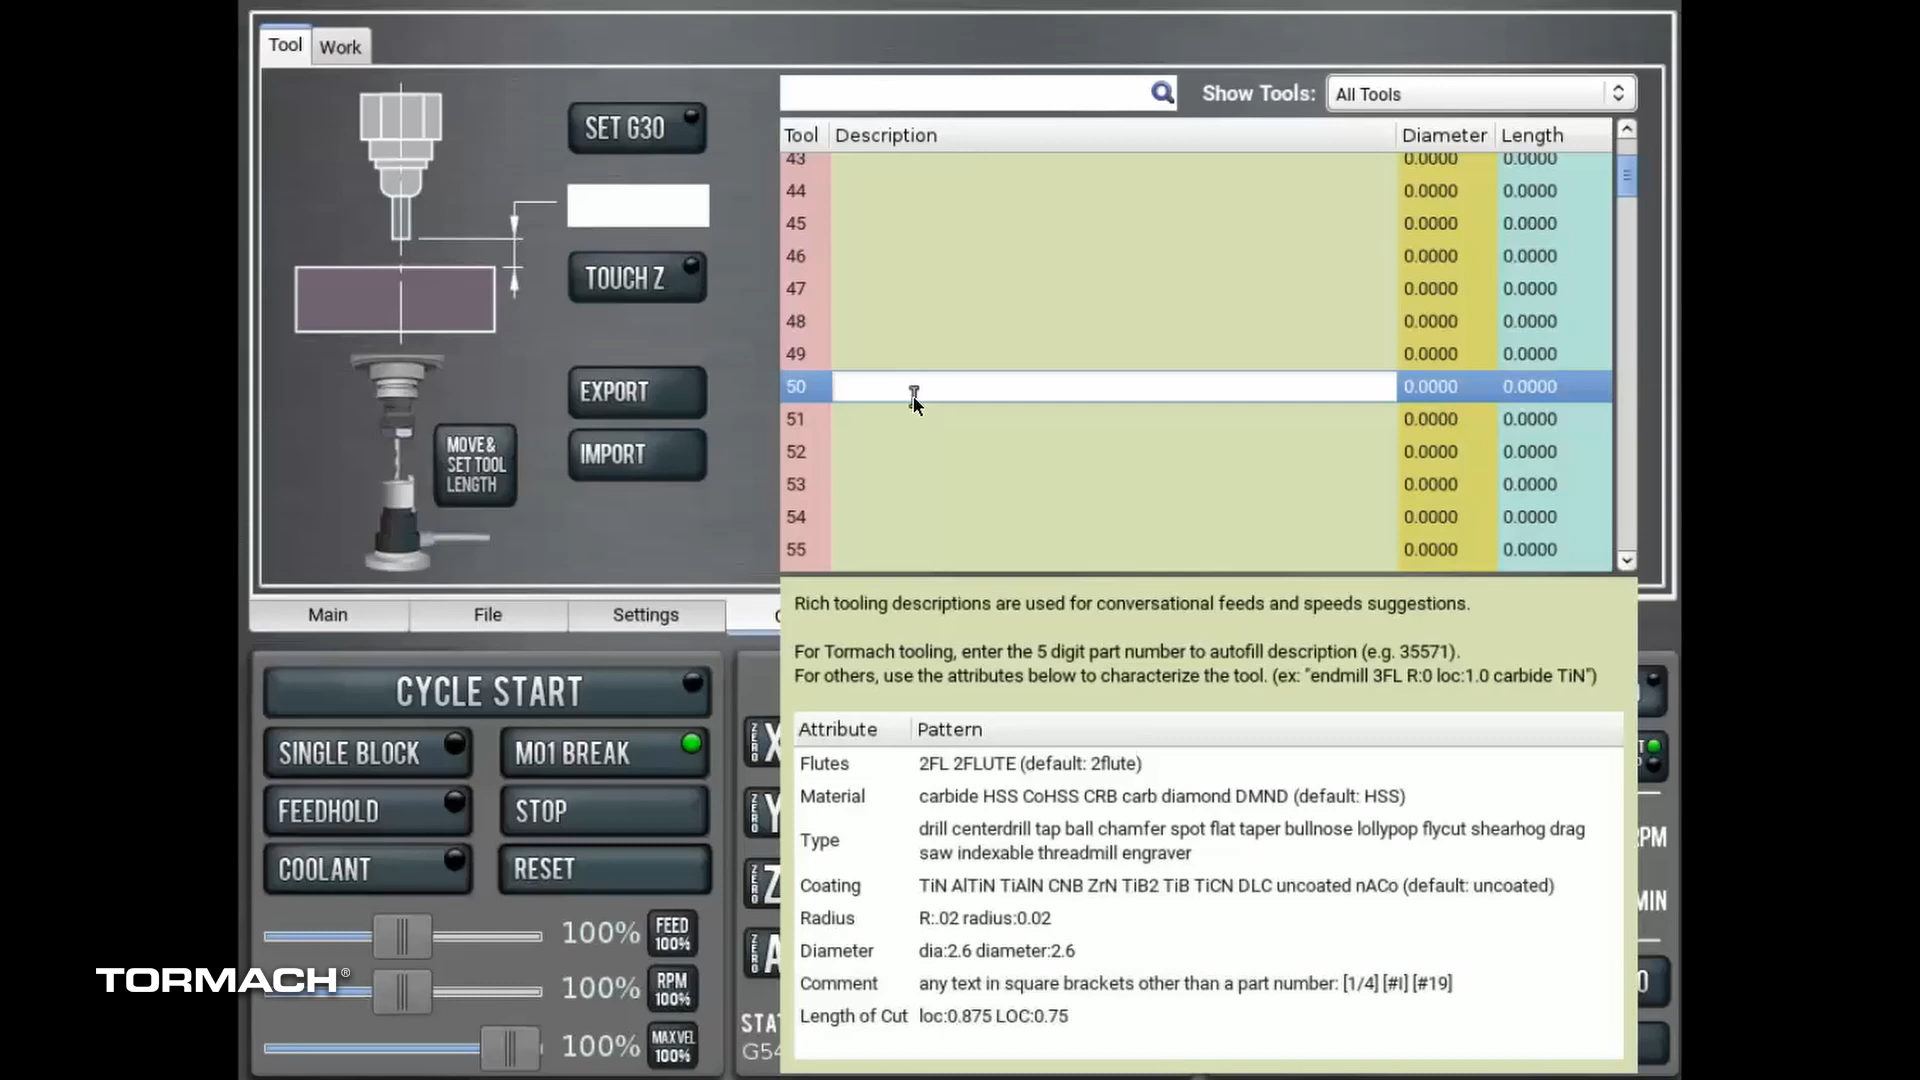 Tool
Work
SET G30
TOUCH Z
EXPORT
IMPORT
MOVE &
SET TOOL
LENGTH
Show Tools:
All Tools
Tool Description Diameter Length
43 0.0000 0.0000
44 0.0000 0.0000
45 0.0000 0.0000
46 0.0000 0.0000
47 0.0000 0.0000
48 0.0000 0.0000
49 0.0000 0.0000
50 0.0000 0.0000
51 0.0000 0.0000
52 0.0000 0.0000
53 0.0000 0.0000
54 0.0000 0.0000
55 0.0000 0.0000
Main
File
Settings
Rich tooling descriptions are used for conversational feeds and speeds suggestions.
For Tormach tooling, enter the 5 digit part number to autofill description (e.g. 35571).
For others, use the attributes below to characterize the tool. (ex: "endmill 3FL R:0 loc:1.0 carbide TiN")
Attribute Pattern
Flutes 2FL 2FLUTE (default: 2flute)
Material carbide HSS CoHSS CRB carb diamond DMND (default: HSS)
Type drill centerdrill tap ball chamfer spot flat taper bullnose lollypop flycut shearhog drag
saw indexable threadmill engraver
Coating TiN AlTiN TiAlN CNB ZrN TiB2 TiB TiCN DLC uncoated nACo (default: uncoated)
Radius R:.02 radius:0.02
Diameter dia:2.6 diameter:2.6
Comment any text in square brackets other than a part number: [1/4] [#I] [#19]
Length of Cut loc:0.875 LOC:0.75
CYCLE START
SINGLE BLOCK
M01 BREAK
FEEDHOLD
STOP
COOLANT
RESET
100% FEED
100%
100% RPM
100%
100% MAX VEL
100%
ZERO X
ZERO Y
ZERO Z
ZERO A
G54
MIN
TORMACH®